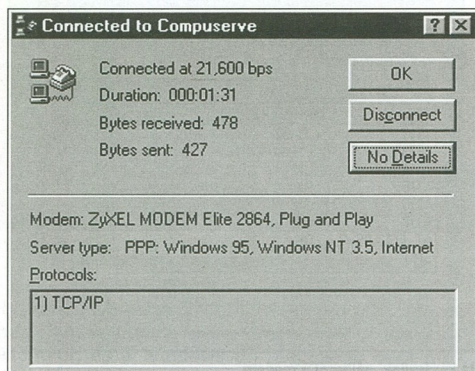 Connected to Compuserve
Connected at 21,600 bps
Duration: 000:01:31
Bytes received: 478
Bytes sent: 427
OK
Disconnect
No Details
Modem: ZyXEL MODEM Elite 2864, Plug and Play
Server type: PPP: Windows 95, Windows NT 3.5, Internet
Protocols:
1) TCP/IP